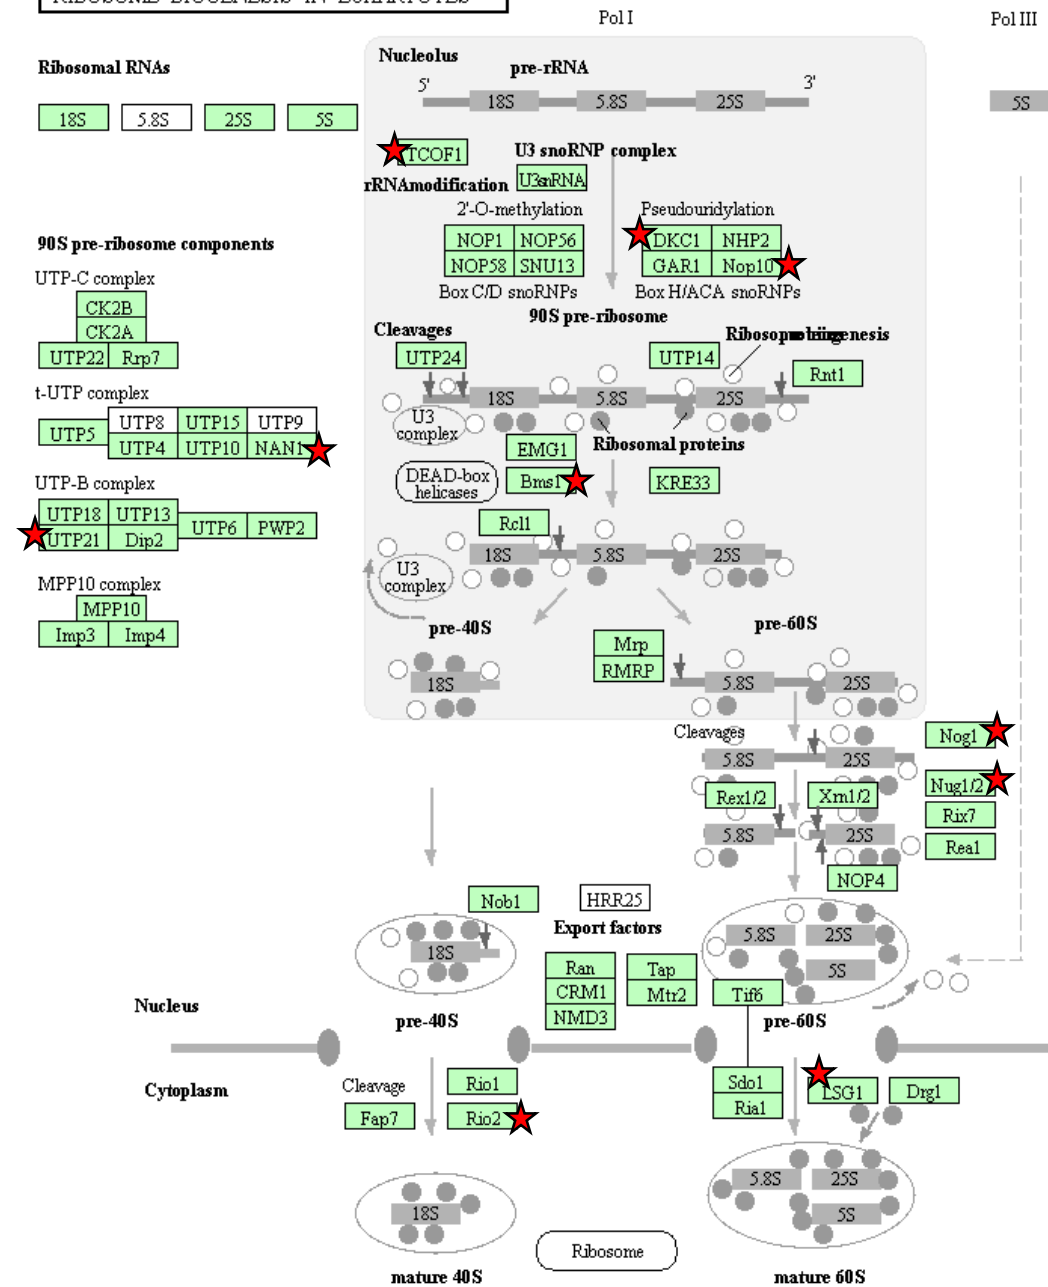 RIBOSOME BIOGENESIS IN EUKARYOTES
Pol I
Pol III
Nucleolus
pre-rRNA
5'
3'
18S
5.8S
25S
5S
Ribosomal RNAs
18S
5.8S
25S
5S
TCOF1
U3 snoRNP complex
rRNAmodification
U3snRNA
2'-O-methylation
NOP1
NOP56
NOP58
SNU13
Box C/D snoRNPs
Pseudouridylation
DKC1
NHP2
GAR1
Nop10
Box H/ACA snoRNPs
90S pre-ribosome components
UTP-C complex
CK2B
CK2A
UTP22
Rrp7
t-UTP complex
UTP5
UTP8
UTP15
UTP9
UTP4
UTP10
NAN1
UTP-B complex
UTP18
UTP13
UTP21
Dip2
UTP6
PWP2
MPP10 complex
MPP10
Imp3
Imp4
90S pre-ribosome
Cleavages
UTP24
UTP14
Rnt1
18S
5.8S
25S
U3
complex
Ribosomal proteins
EMG1
DEAD-box
helicases
Bms1
KRE33
Rcl1
18S
5.8S
25S
U3
complex
pre-40S
pre-60S
Mrp
RMRP
18S
5.8S
25S
Cleavages
5.8S
25S
Nog1
Nug1/2
Rix7
Rea1
Rex1/2
Xrn1/2
5.8S
25S
NOP4
Nob1
HRR25
Export factors
Ran
CRM1
NMD3
Tap
Mtr2
18S
5.8S
25S
5S
Tif6
Nucleus
pre-40S
pre-60S
Cytoplasm
Cleavage
Fap7
Rio1
Rio2
Sdo1
Ria1
LSG1
Drg1
18S
5.8S
25S
5S
Ribosome
mature 40S
mature 60S